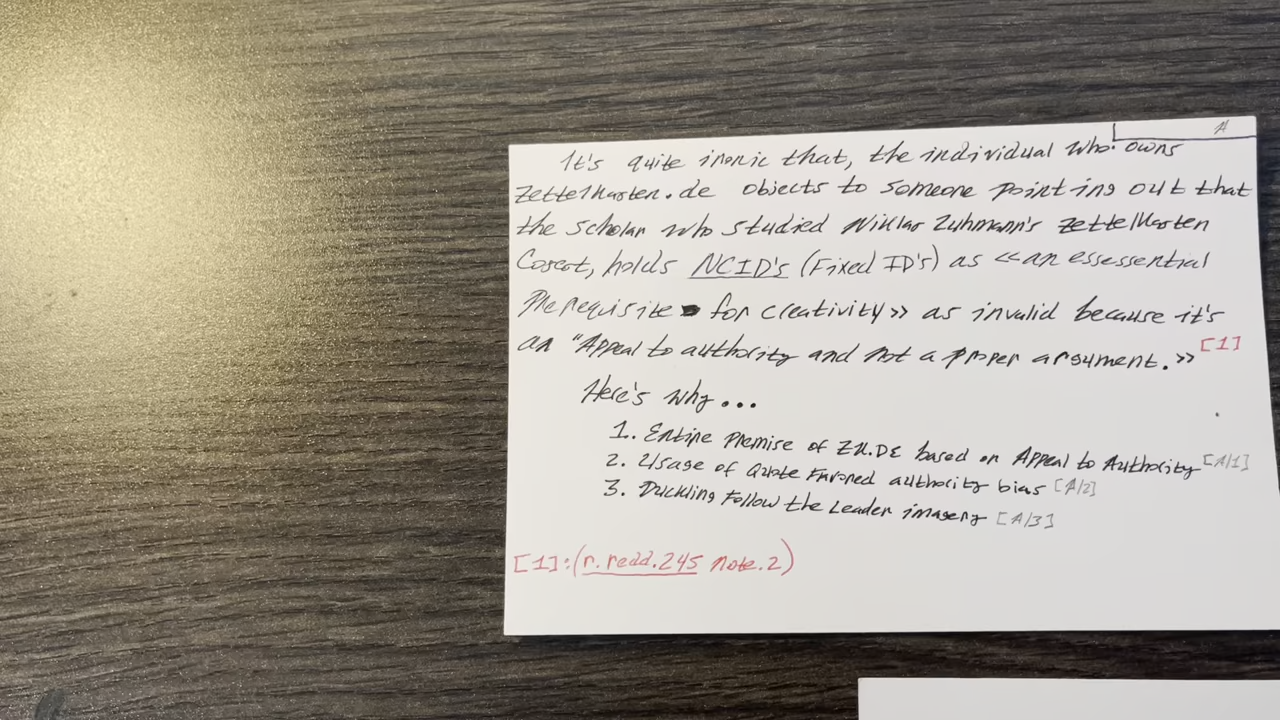 A
It's quite ironic that, the individual who owns
Zettelkasten.de objects to someone pointing out that
the scholar who studied Niklas Luhmann's Zettelkasten
Closest, holds NCID's (Fixed ID's) as <<an essessential
Prerequisite for creativity>> as invalid because it's
an "Appeal to authority and not a proper argument.>> [1]
Here's why...
1. Entire Premise of ZK.DE based on Appeal to Authority [A/1]
2. Usage of Quote Favored authority bias [A/2]
3. Duckling Follow the Leader imagery [A/3]
[1]:(r.redd.245 note.2)